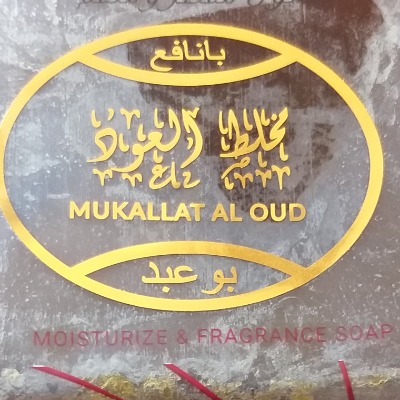 بانافع
مخلط العود
MUKALLAT AL OUD
بو عبد
MOISTURIZE & FRAGRANCE SOAP